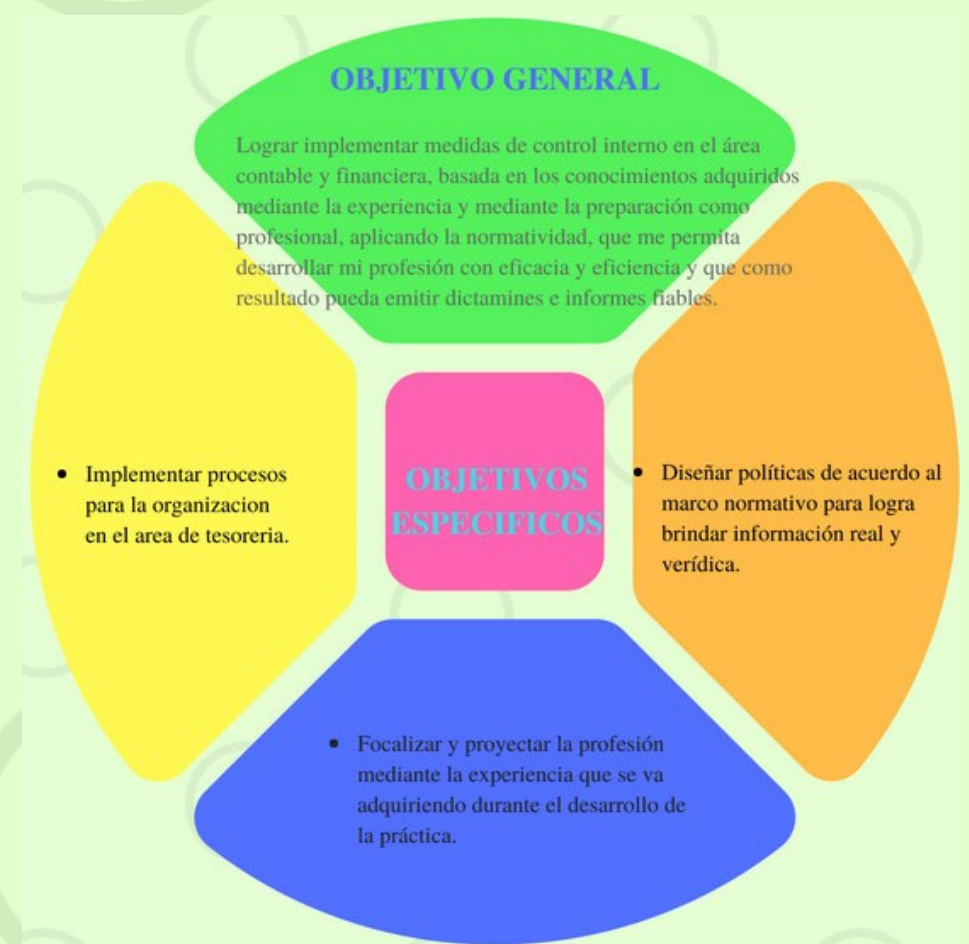 OBJETIVO GENERAL
Lograr implementar medidas de control interno en el área
contable y financiera, basada en los conocimientos adquiridos
mediante la experiencia y mediante la preparación como
profesional, aplicando la normatividad, que me permita
desarrollar mi profesión con eficacia y eficiencia y que como
resultado pueda emitir dictamines e informes fiables.
• Implementar procesos
para la organizacion
en el area de tesoreria.
OBJETIVOS
ESPECIFICOS
• Diseñar políticas de acuerdo al
marco normativo para logra
brindar información real y
verídica.
• Focalizar y proyectar la profesión
mediante la experiencia que se va
adquiriendo durante el desarrollo de
la práctica.